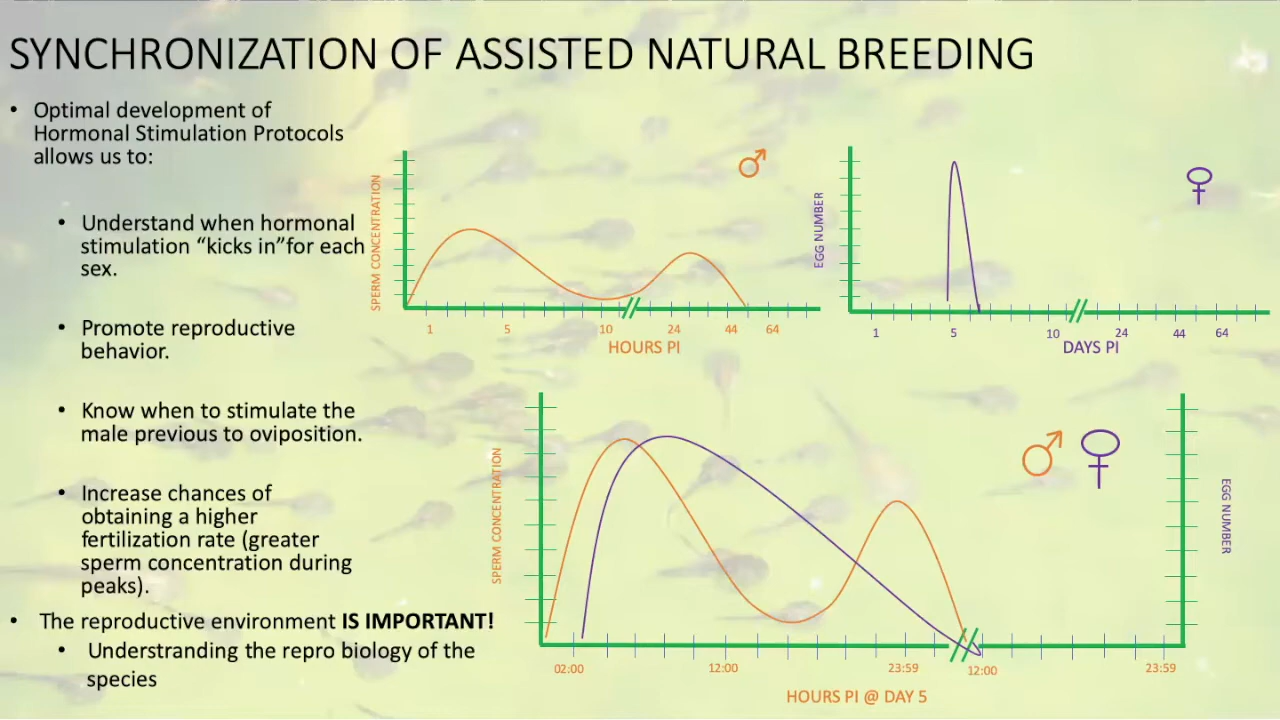 SYNCHRONIZATION OF ASSISTED NATURAL BREEDING
• Optimal development of
Hormonal Stimulation Protocols
allows us to:
• Understand when hormonal
stimulation “kicks in”for each
sex.
• Promote reproductive
behavior.
• Know when to stimulate the
male previous to oviposition.
• Increase chances of
obtaining a higher
fertilization rate (greater
sperm concentration during
peaks).
• The reproductive environment IS IMPORTANT!
• Understranding the repro biology of the
species
SPERM CONCENTRATION
♂
1 5 10 24 44 64
HOURS PI
EGG NUMBER
♀
1 5 10 24 44 64
DAYS PI
SPERM CONCENTRATION
♂ ♀
EGG NUMBER
02:00 12:00 23:59 12:00 23:59
HOURS PI @ DAY 5